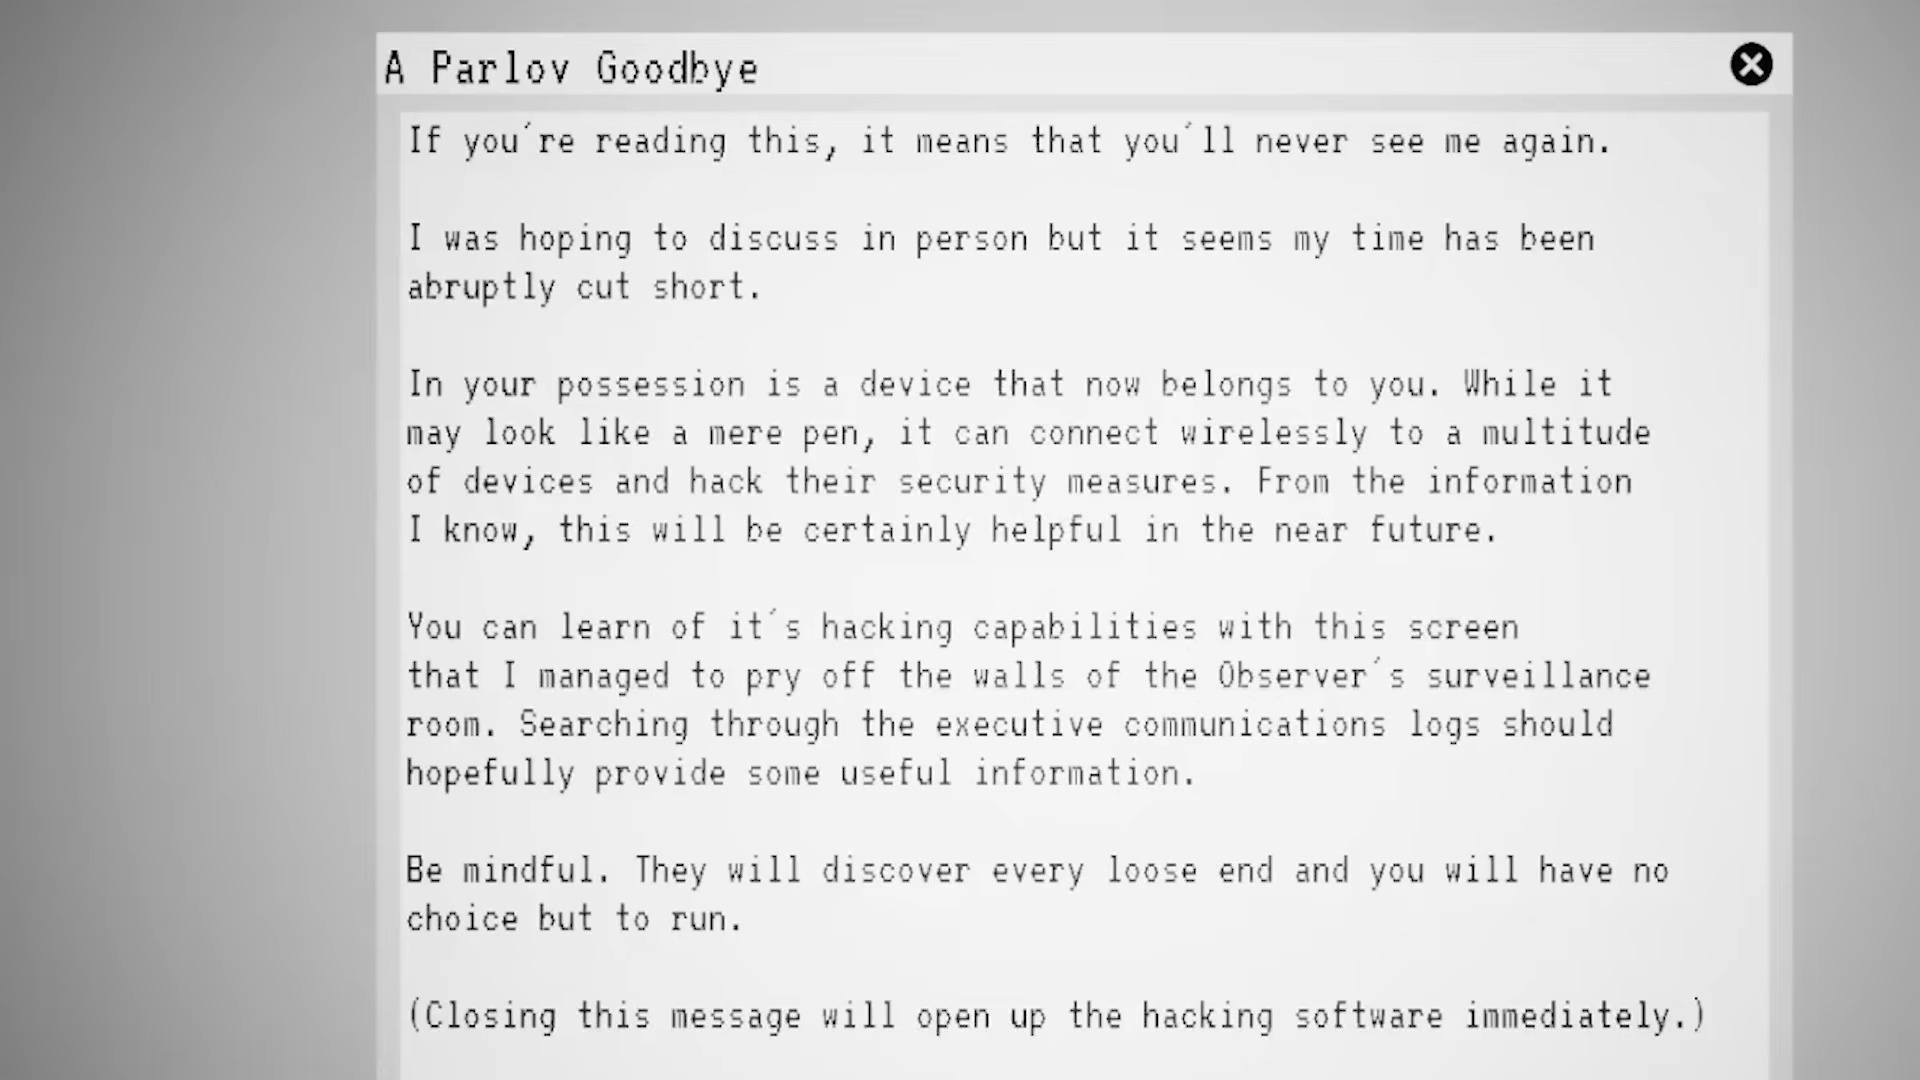 A Parlov Goodbye
If you´re reading this, it means that you´ll never see me again.
I was hoping to discuss in person but it seems my time has been
abruptly cut short.
In your possession is a device that now belongs to you. While it
may look like a mere pen, it can connect wirelessly to a multitude
of devices and hack their security measures. From the information
I know, this will be certainly helpful in the near future.
You can learn of it´s hacking capabilities with this screen
that I managed to pry off the walls of the Observer´s surveillance
room. Searching through the executive communications logs should
hopefully provide some useful information.
Be mindful. They will discover every loose end and you will have no
choice but to run.
(Closing this message will open up the hacking software immediately.)